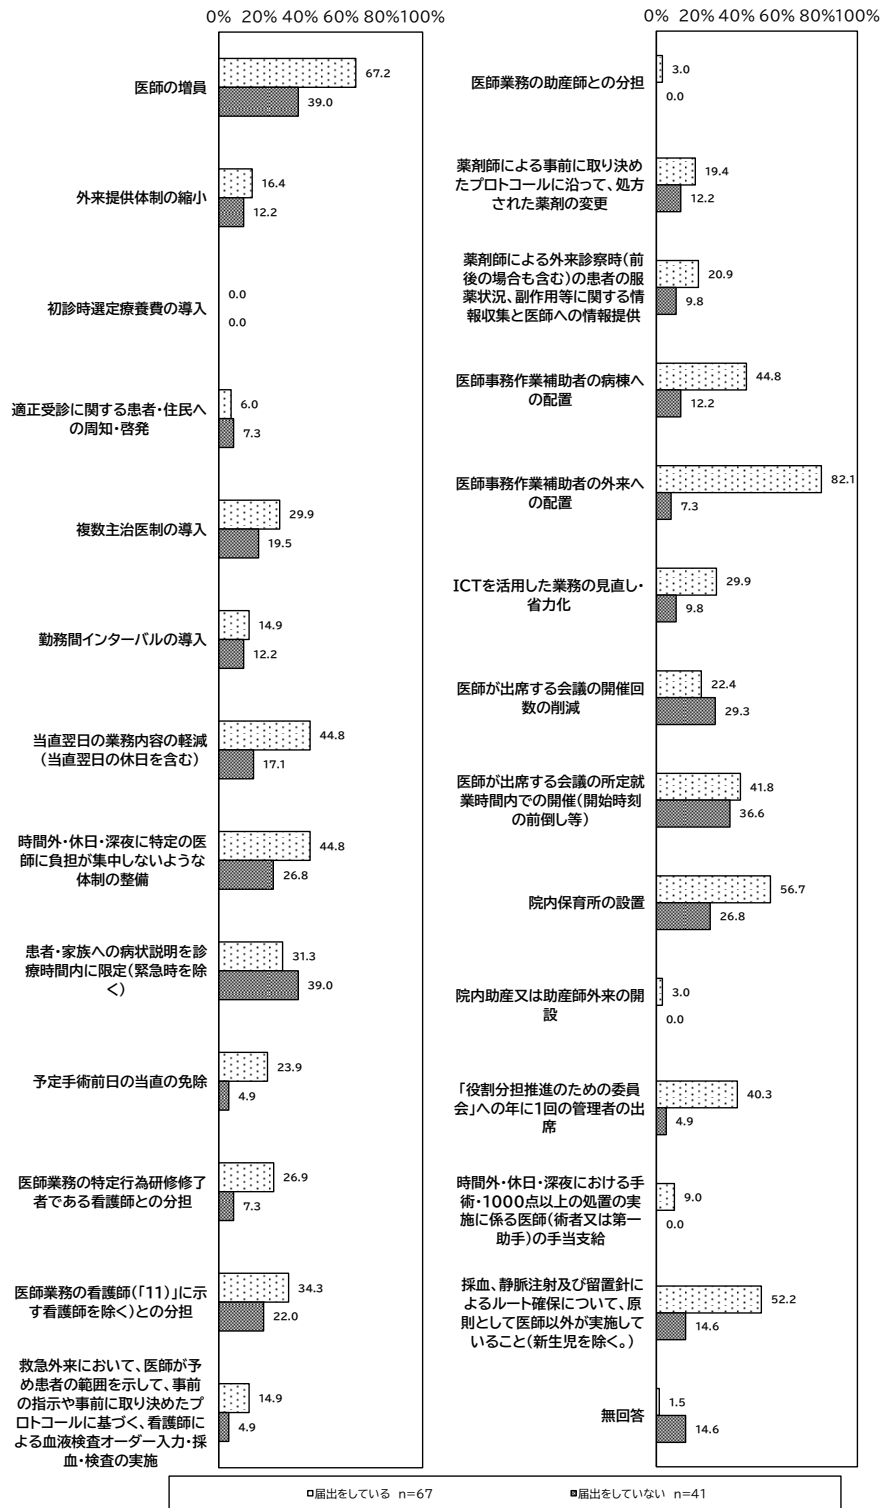 0% 20% 40% 60% 80%100%
医師の増員
67.2
39.0
外来提供体制の縮小
16.4
12.2
初診時選定療養費の導入
0.0
0.0
適正受診に関する患者・住民へ
の周知・啓発
6.0
7.3
複数主治医制の導入
29.9
19.5
勤務間インターバルの導入
14.9
12.2
当直翌日の業務内容の軽減
(当直翌日の休日を含む)
44.8
17.1
時間外・休日・深夜に特定の医
師に負担が集中しないような
体制の整備
44.8
26.8
患者・家族への病状説明を診
療時間内に限定(緊急時を除
く)
31.3
39.0
予定手術前日の当直の免除
23.9
4.9
医師業務の特定行為研修修了
者である看護師との分担
26.9
7.3
医師業務の看護師(「11)」に示
す看護師を除く)との分担
34.3
22.0
救急外来において、医師が予
め患者の範囲を示して、事前
の指示や事前に取り決めたプ
ロトコールに基づく、看護師によ
る血液検査オーダー入力・採
血・検査の実施
14.9
4.9
0% 20% 40% 60% 80%100%
医師業務の助産師との分担
3.0
0.0
薬剤師による事前に取り決め
たプロトコールに沿って、処方
された薬剤の変更
19.4
12.2
薬剤師による外来診察時(前
後の場合も含む)の患者の服
薬状況、副作用等に関する情
報収集と医師への情報提供
20.9
9.8
医師事務作業補助者の病棟へ
の配置
44.8
12.2
医師事務作業補助者の外来へ
の配置
82.1
7.3
ICTを活用した業務の見直し・
省力化
29.9
9.8
医師が出席する会議の開催回
数の削減
22.4
29.3
医師が出席する会議の所定就
業時間内での開催(開始時刻
の前倒し等)
41.8
36.6
院内保育所の設置
56.7
26.8
院内助産又は助産師外来の開
設
3.0
0.0
「役割分担推進のための委員
会」への年に1回の管理者の出
席
40.3
4.9
時間外・休日・深夜における手
術・1000点以上の処置の実
施に係る医師(術者又は第一
助手)の手当支給
9.0
0.0
採血、静脈注射及び留置針に
よるルート確保について、原
則として医師以外が実施して
いること(新生児を除く。)
52.2
14.6
無回答
1.5
14.6
届出をしている n=67
届出をしていない n=41